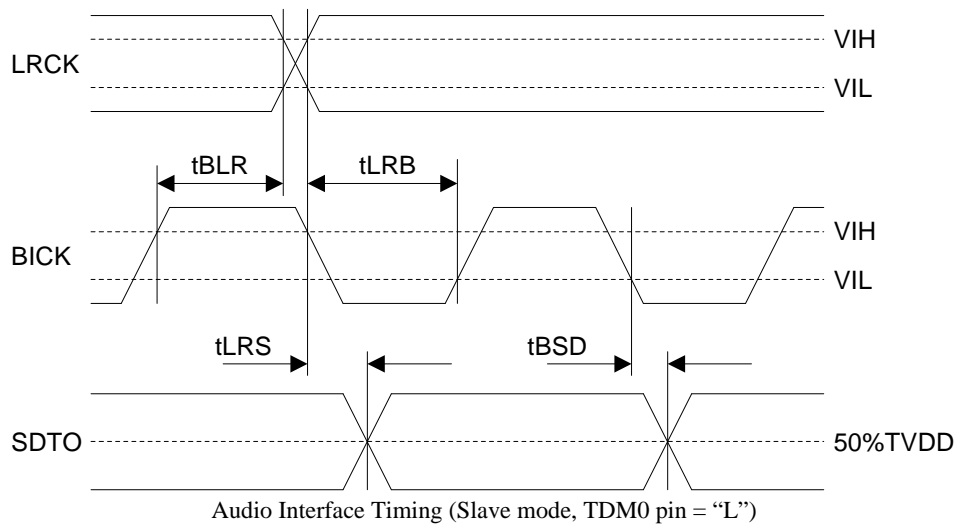 VIH
LRCK
VIL
tBLR
tLRB
VIH
BICK
VIL
tLRS
tBSD
SDTO
50%TVDD
Audio Interface Timing (Slave mode, TDM0 pin = “L”)